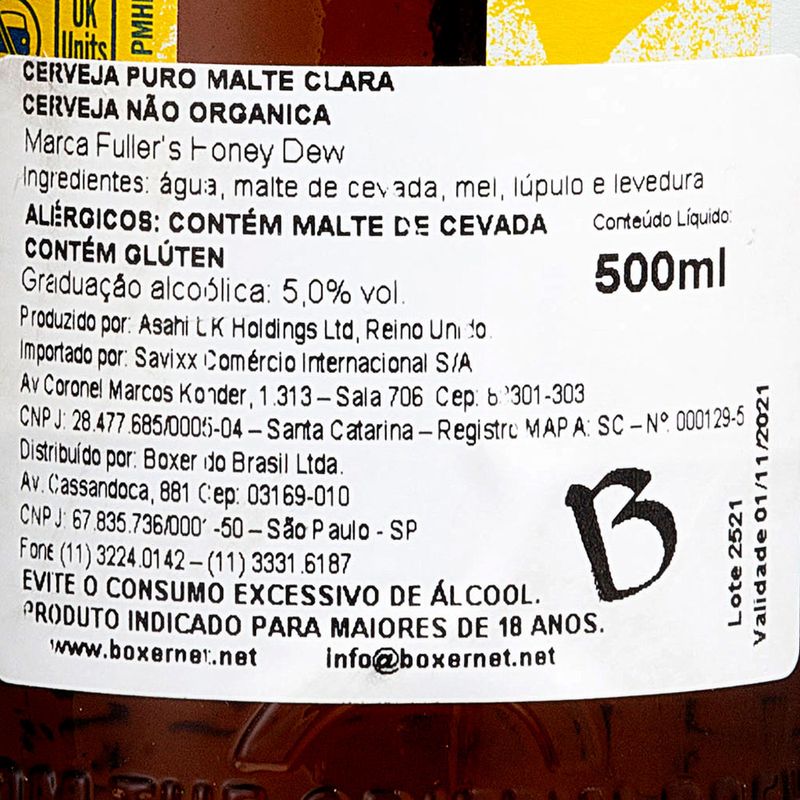 UK
Units
PMH
CERVEJA PURO MALTE CLARA
CERVEJA NÃO ORGANICA
Marca Fuller's Honey Dew
Ingredientes: água, malte de cevada, mel, lúpulo e levedura
ALÉRGICOS: CONTÉM MALTE DE CEVADA
CONTÉM GLÚTEN
Conteúdo Líquido:
500ml
Graduação alcoólica: 5,0% vol.
Produzido por: Asahi UK Holdings Ltd, Reino Unido.
Importado por: Savixx Comércio Internacional S/A
Av Coronel Marcos Konder, 1.313 – Sala 706 Cep: 88301-303
CNPJ: 28.477.685/0005-04 – Santa Catarina – Registro MAPA: SC – Nº. 000129-5
Distribuído por: Boxer do Brasil Ltda.
Av. Cassandoca, 881 Cep: 03169-010
CNPJ: 67.835.736/0001-50 – São Paulo - SP
Fone (11) 3224.0142 – (11) 3331.6187
EVITE O CONSUMO EXCESSIVO DE ÁLCOOL.
PRODUTO INDICADO PARA MAIORES DE 18 ANOS.
www.boxernet.net info@boxernet.net
B
Lote 2521
Validade 01/11/2021